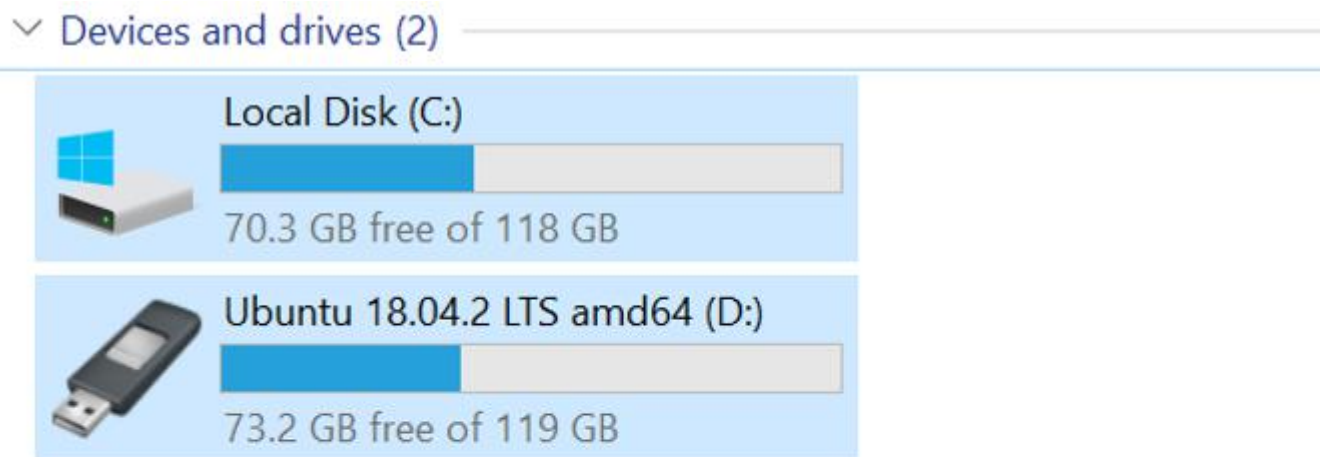 Devices and drives (2)
Local Disk (C:)
70.3 GB free of 118 GB
Ubuntu 18.04.2 LTS amd64 (D:)
73.2 GB free of 119 GB